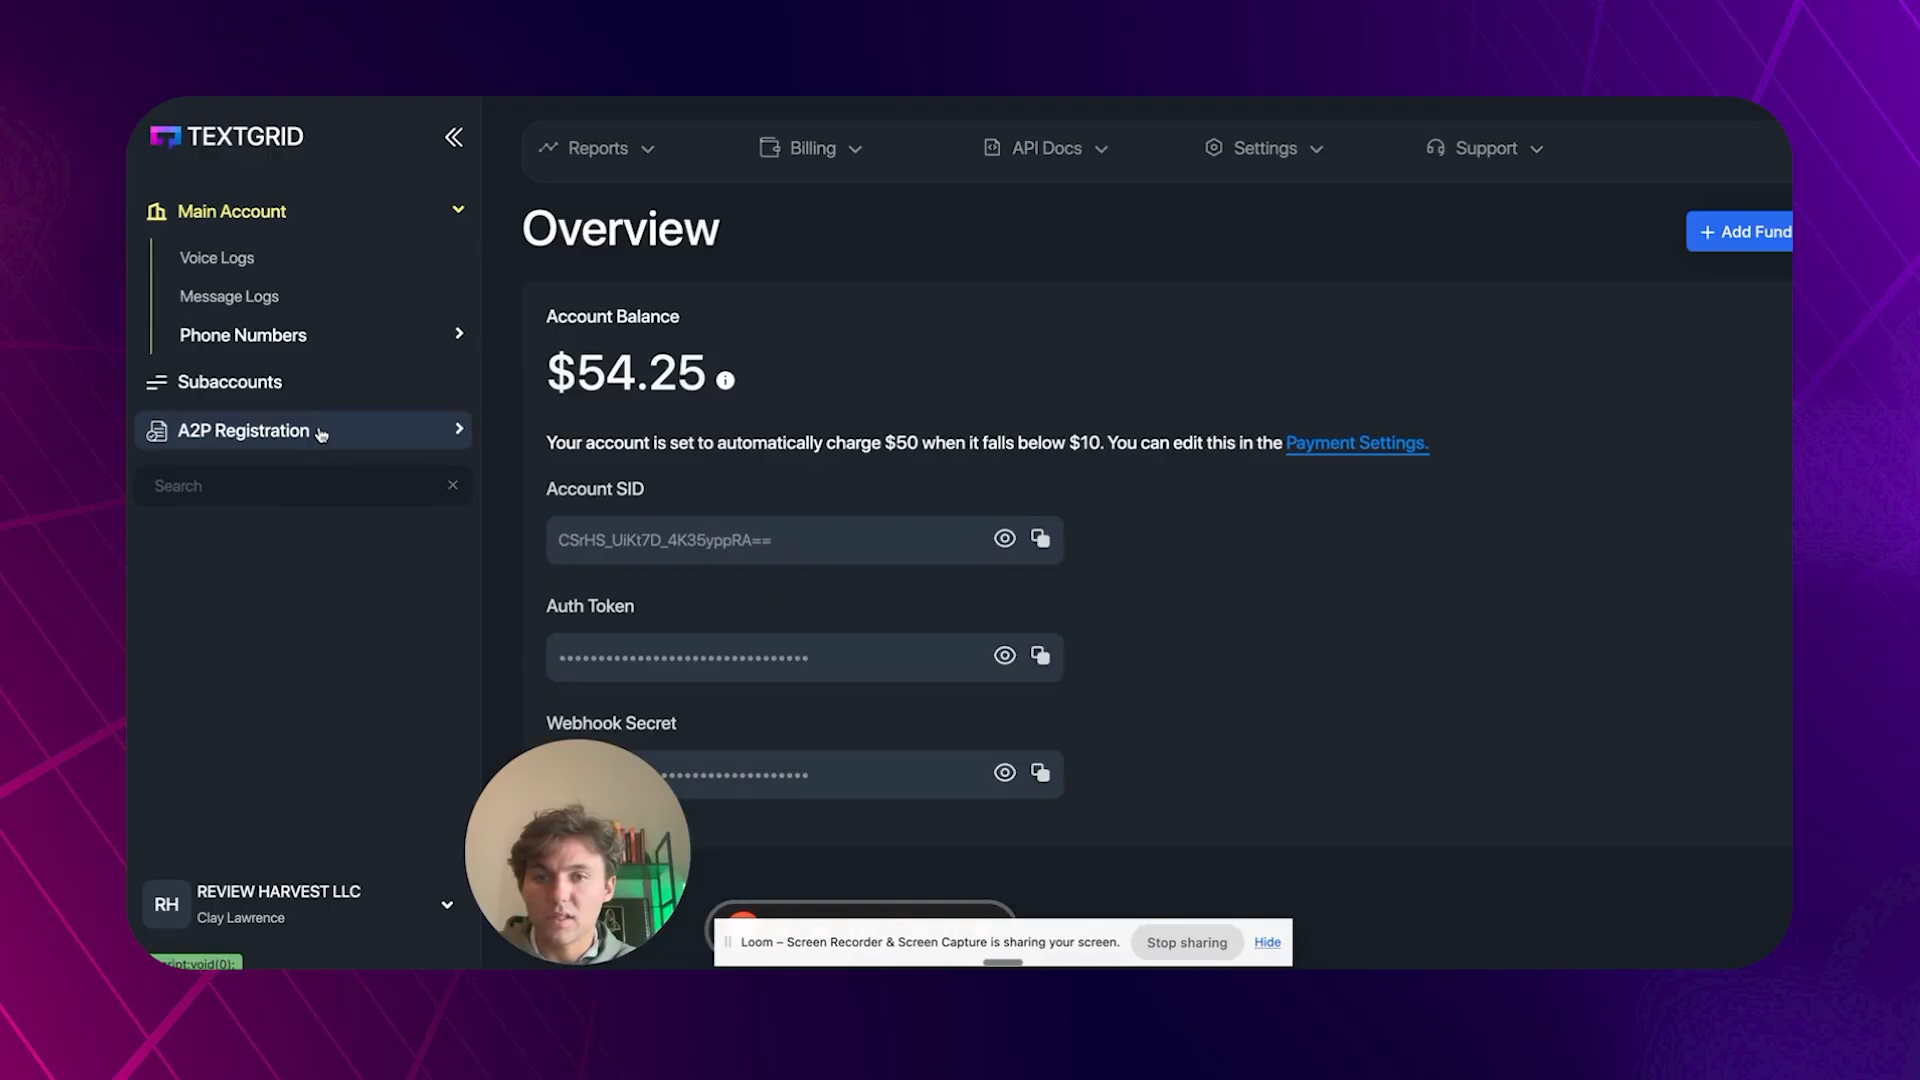 TEXTGRID
Reports
Billing
API Docs
Settings
Support
Main Account
Voice Logs
Message Logs
Phone Numbers
Subaccounts
A2P Registration
Search
Overview
+ Add Fund
Account Balance
$54.25
Your account is set to automatically charge $50 when it falls below $10. You can edit this in the Payment Settings.
Account SID
CSrHS_UiKt7D_4K35yppRA==
Auth Token
Webhook Secret
RH
REVIEW HARVEST LLC
Clay Lawrence
ript:void(0);
Loom – Screen Recorder & Screen Capture is sharing your screen.
Stop sharing
Hide